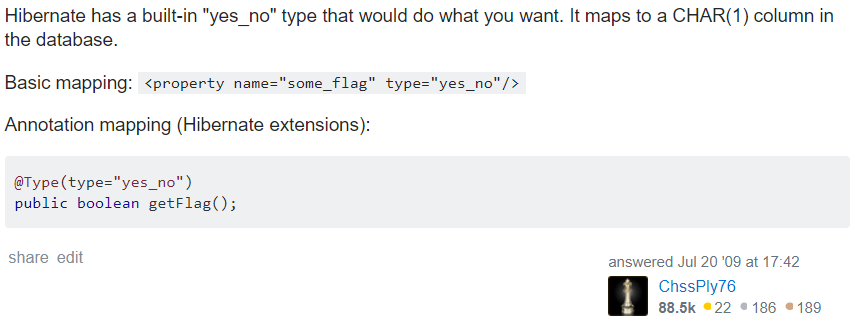 Hibernate has a built-in "yes_no" type that would do what you want. It maps to a CHAR(1) column in
the database.
Basic mapping: <property name="some_flag" type="yes_no"/>
Annotation mapping (Hibernate extensions):
@Type(type="yes_no")
public boolean getFlag();
share edit
answered Jul 20 '09 at 17:42
ChssPly76
88.5k 22 186 189